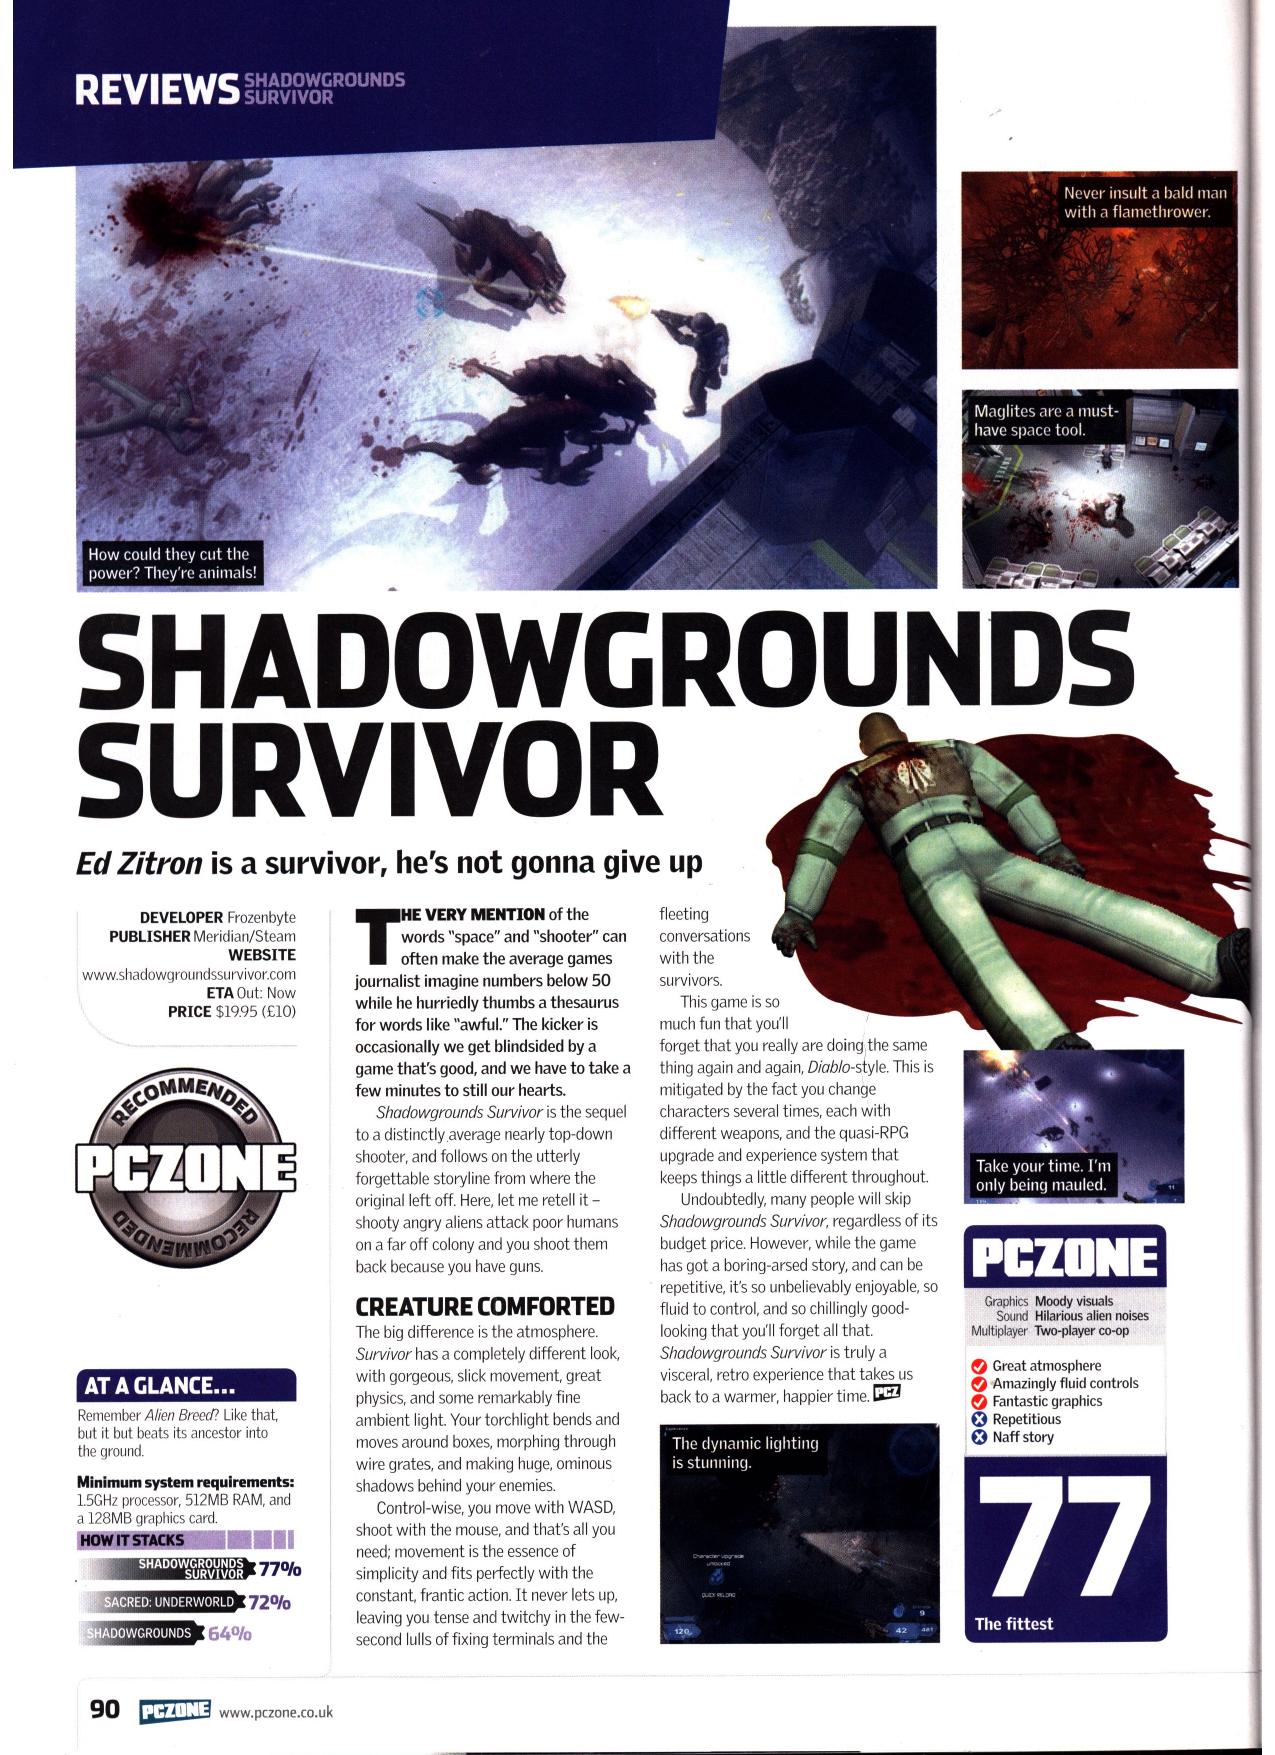 REVIEWS SHADOWGROUNDS
SURVIVOR
Never insult a bald man
with a flamethrower.
Maglites are a must-
have space tool.
How could they cut the
power? They're animals!
SHADOWGROUNDS
SURVIVOR
Ed Zitron is a survivor, he's not gonna give up
DEVELOPER Frozenbyte
PUBLISHER Meridian/Steam
WEBSITE
www.shadowgroundssurvivor.com
ETA Out: Now
PRICE $19.95 (£10)
RECOMMENDED
PCZONE
RECOMMENDED
AT A GLANCE...
Remember Alien Breed? Like that,
but it but beats its ancestor into
the ground.
Minimum system requirements:
1.5GHz processor, 512MB RAM, and
a 128MB graphics card.
HOW IT STACKS
SHADOWGROUNDS
SURVIVOR 77%
SACRED: UNDERWORLD 72%
SHADOWGROUNDS 64%
THE VERY MENTION of the
words "space" and "shooter" can
often make the average games
journalist imagine numbers below 50
while he hurriedly thumbs a thesaurus
for words like "awful." The kicker is
occasionally we get blindsided by a
game that's good, and we have to take a
few minutes to still our hearts.
Shadowgrounds Survivor is the sequel
to a distinctly average nearly top-down
shooter, and follows on the utterly
forgettable storyline from where the
original left off. Here, let me retell it –
shooty angry aliens attack poor humans
on a far off colony and you shoot them
back because you have guns.
CREATURE COMFORTED
The big difference is the atmosphere.
Survivor has a completely different look,
with gorgeous, slick movement, great
physics, and some remarkably fine
ambient light. Your torchlight bends and
moves around boxes, morphing through
wire grates, and making huge, ominous
shadows behind your enemies.
Control-wise, you move with WASD,
shoot with the mouse, and that's all you
need; movement is the essence of
simplicity and fits perfectly with the
constant, frantic action. It never lets up,
leaving you tense and twitchy in the few-
second lulls of fixing terminals and the
fleeting
conversations
with the
survivors.
This game is so
much fun that you'll
forget that you really are doing the same
thing again and again, Diablo-style. This is
mitigated by the fact you change
characters several times, each with
different weapons, and the quasi-RPG
upgrade and experience system that
keeps things a little different throughout.
Undoubtedly, many people will skip
Shadowgrounds Survivor, regardless of its
budget price. However, while the game
has got a boring-arsed story, and can be
repetitive, it's so unbelievably enjoyable, so
fluid to control, and so chillingly good-
looking that you'll forget all that.
Shadowgrounds Survivor is truly a
visceral, retro experience that takes us
back to a warmer, happier time. PCZ
The dynamic lighting
is stunning.
Character upgrade
unlocked
QUICK RELOAD
120
9
42
481
Take your time. I'm
only being mauled.
11
PCZONE
Graphics Moody visuals
Sound Hilarious alien noises
Multiplayer Two-player co-op
Great atmosphere
Amazingly fluid controls
Fantastic graphics
Repetitious
Naff story
77
The fittest
90 PCZONE www.pczone.co.uk